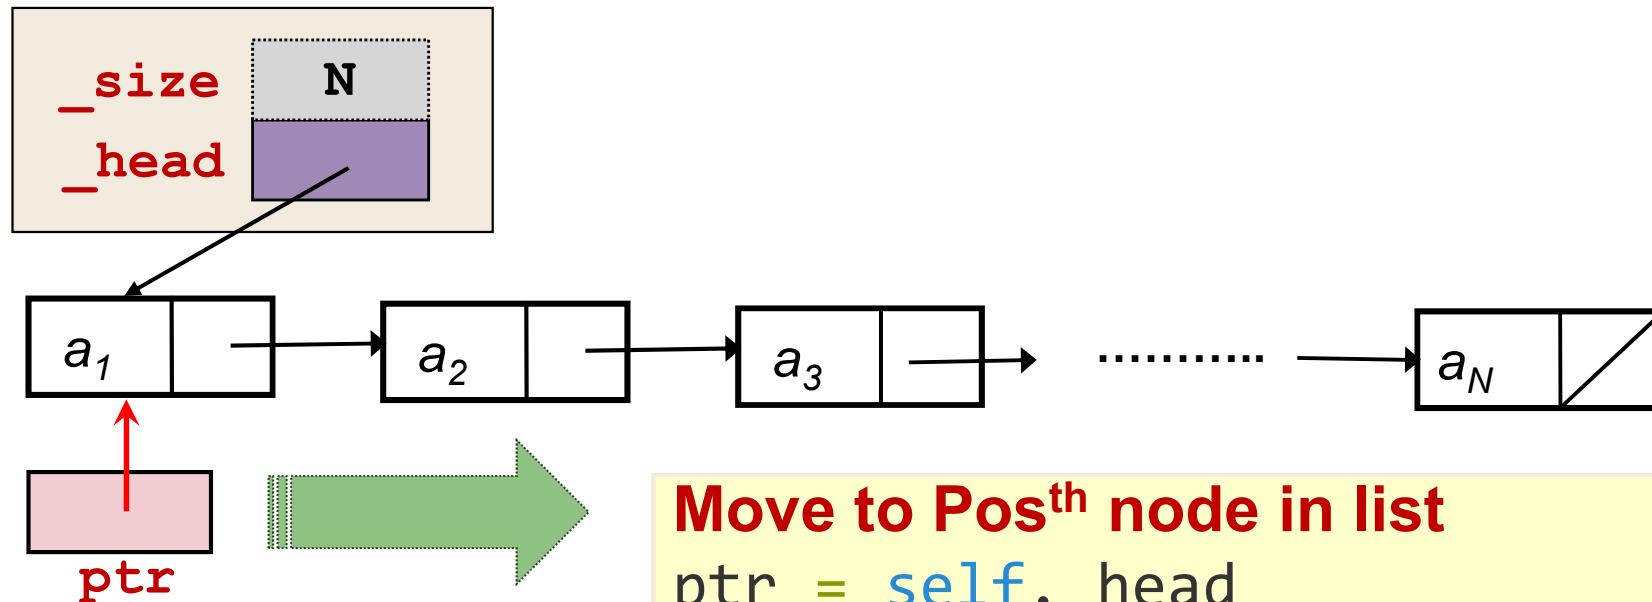 _size N
_head
a1 a2 a3 ........... aN
ptr
Move to Posth node in list
ptr = self._head